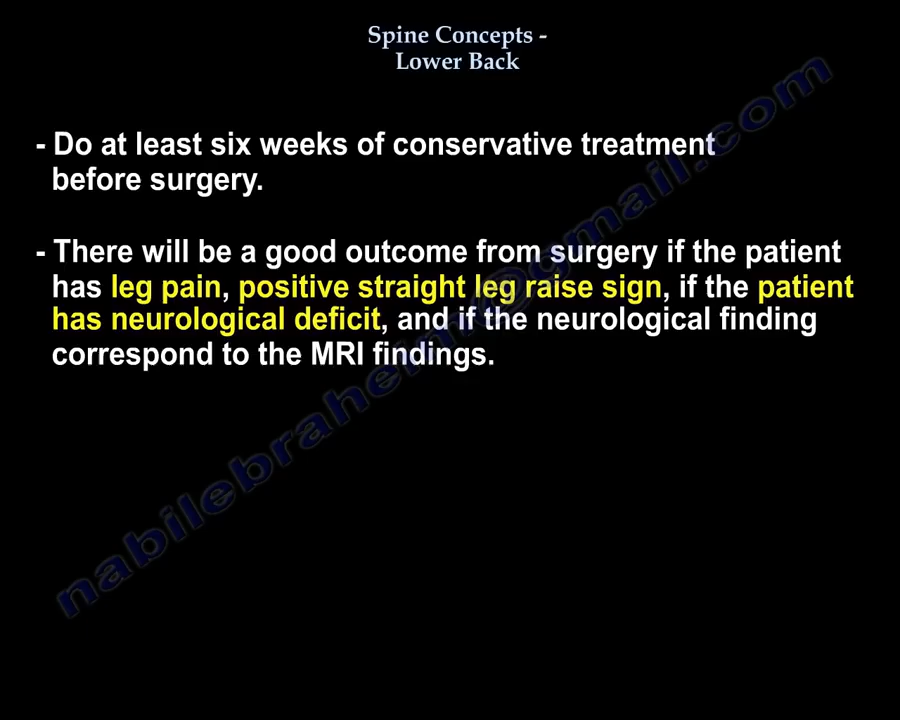 Spine Concepts -
Lower Back
- Do at least six weeks of conservative treatment
before surgery.
- There will be a good outcome from surgery if the patient
has leg pain, positive straight leg raise sign, if the patient
has neurological deficit, and if the neurological finding
correspond to the MRI findings.
nabilebraheim@gmail.com